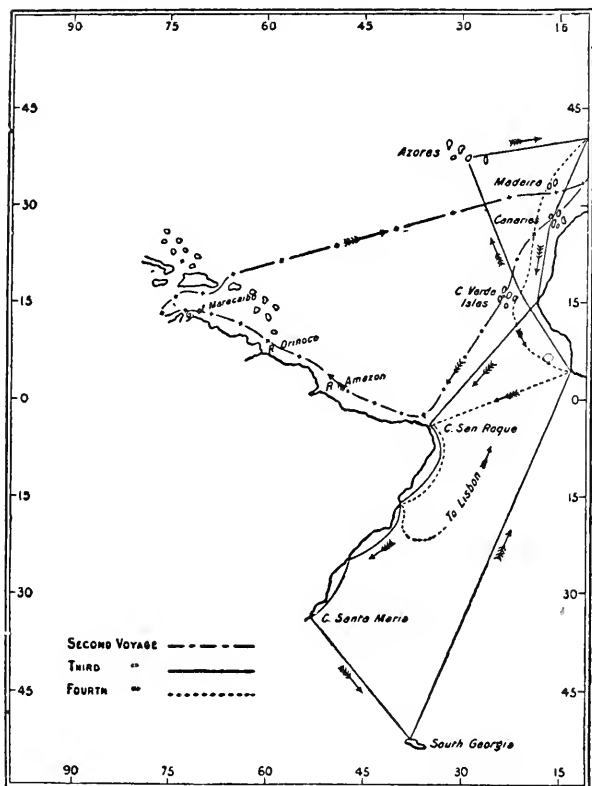 90 75 60 45 30 15
45 45
Azores
Madeira
30 30
Canaries
15 15
C. Verde
Isles
L. Maracaibo
R. Orinoco
R. Amazon
0 0
C. San Roque
To Lisbon
15 15
30 30
C. Santa Maria
SECOND VOYAGE
THIRD "
FOURTH "
45 45
South Georgia
90 75 60 45 30 15